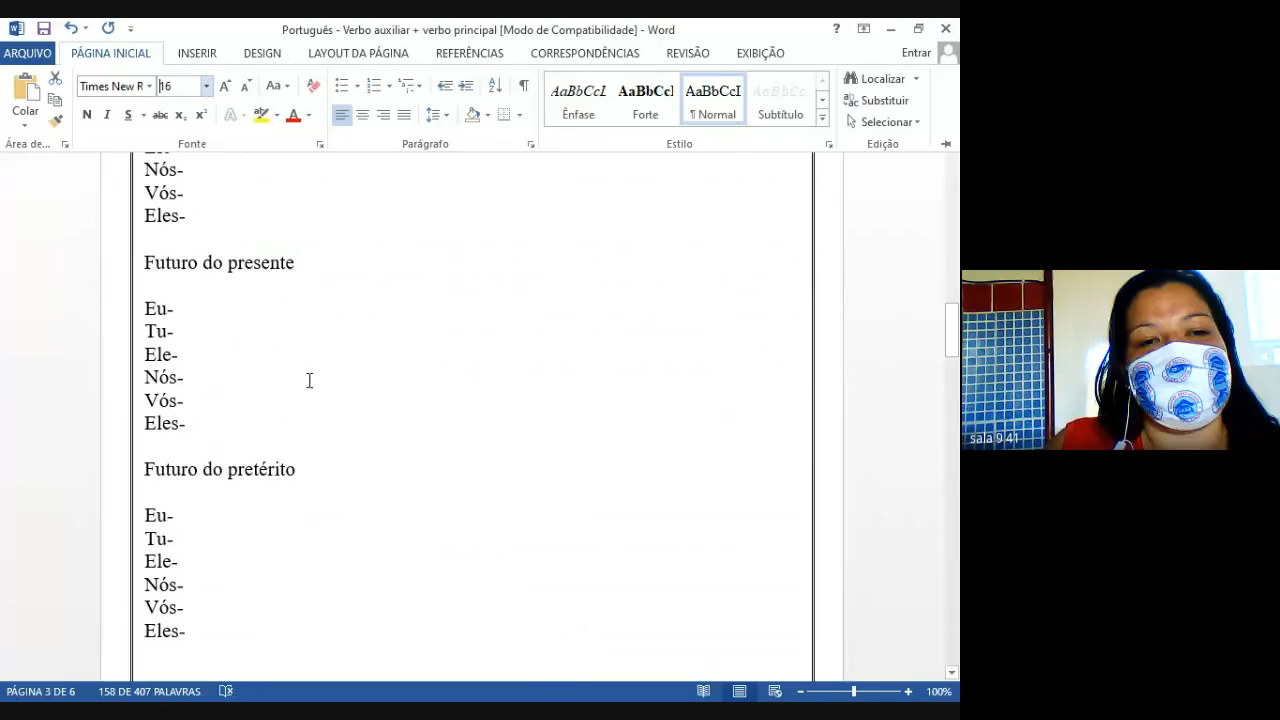 Português - Verbo auxiliar + verbo principal [Modo de Compatibilidade] - Word
ARQUIVO PÁGINA INICIAL INSERIR DESIGN LAYOUT DA PÁGINA REFERÊNCIAS CORRESPONDÊNCIAS REVISÃO EXIBIÇÃO Entrar
Times New R 16 Aa AaBbCcI AaBbCcI AaBbCcI AaBbCc. Localizar
Substituir
Colar N I S abc x₂ x² A A Ênfase Forte ¶ Normal Subtítulo Selecionar
Área de... Fonte Parágrafo Estilo Edição
Nós-
Vós-
Eles-
Futuro do presente
Eu-
Tu-
Ele-
Nós-
Vós-
Eles-
Futuro do pretérito
Eu-
Tu-
Ele-
Nós-
Vós-
Eles-
PÁGINA 3 DE 6 158 DE 407 PALAVRAS 100%
sala 9 41